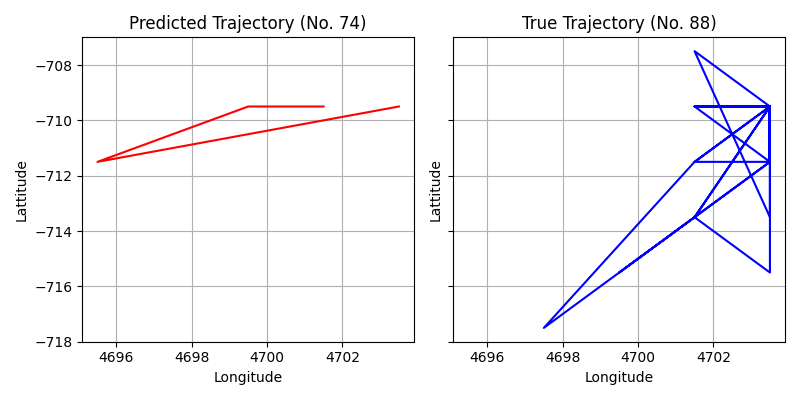 Predicted Trajectory (No. 74)
True Trajectory (No. 88)
Lattitude
−708
−710
−712
−714
−716
−718
4696
4698
4700
4702
Longitude
Lattitude
4696
4698
4700
4702
Longitude